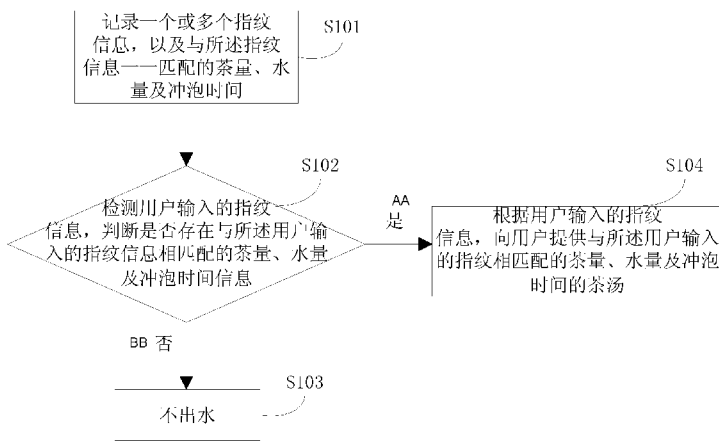 记录一个或多个指纹
信息，以及与所述指纹
信息一一匹配的茶量、水
量及冲泡时间
S101
S102
检测用户输入的指纹
信息，判断是否存在与所述用户输
入的指纹信息相匹配的茶量、水量
及冲泡时间信息
AA
是
S104
根据用户输入的指纹
信息，向用户提供与所述用户输入
的指纹相匹配的茶量、水量及冲泡
时间的茶汤
BB 否
S103
不出水